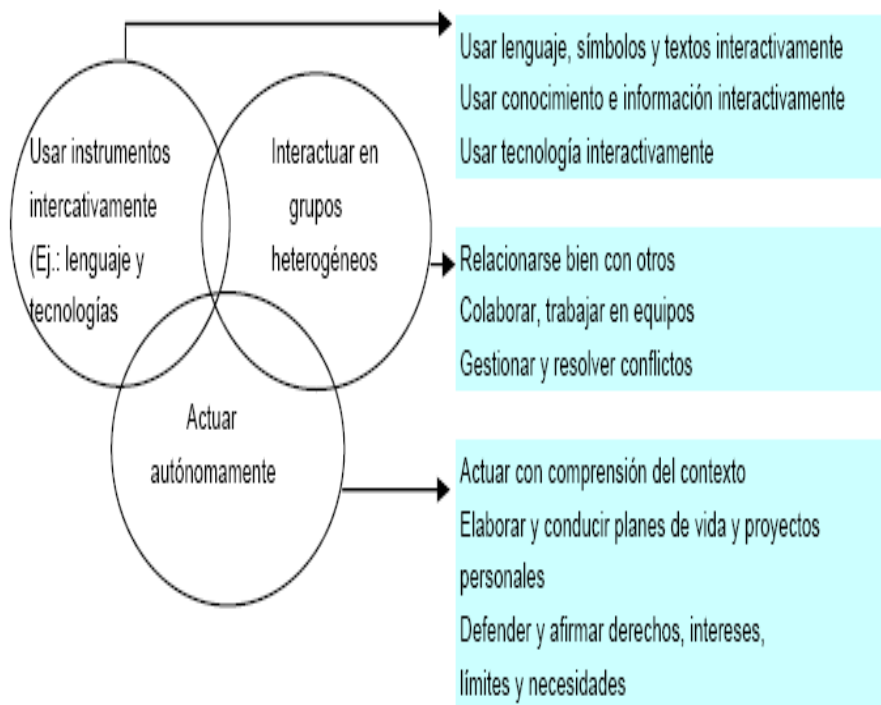 Usar instrumentos
intercativamente
(Ej.: lenguaje y
tecnologías
Interactuar en
grupos
heterogéneos
Actuar
autónomamente
Usar lenguaje, símbolos y textos interactivamente
Usar conocimiento e información interactivamente
Usar tecnología interactivamente
Relacionarse bien con otros
Colaborar, trabajar en equipos
Gestionar y resolver conflictos
Actuar con comprensión del contexto
Elaborar y conducir planes de vida y proyectos
personales
Defender y afirmar derechos, intereses,
límites y necesidades